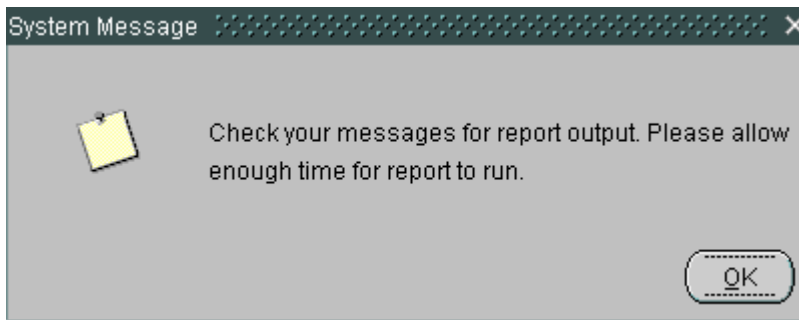 System Message
Check your messages for report output. Please allow
enough time for report to run.
OK